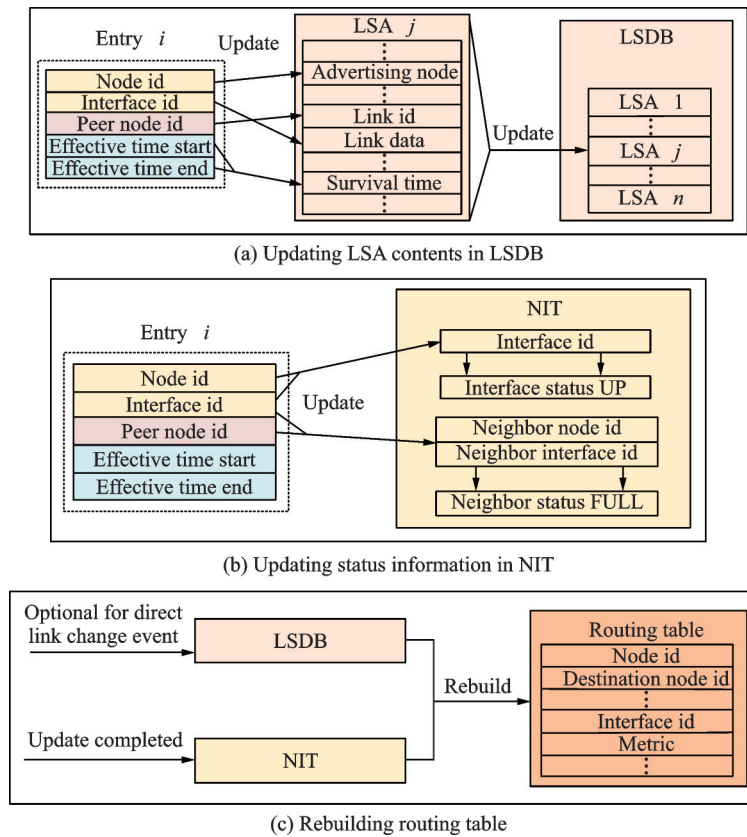 Entry i
Update
Node id
Interface id
Peer node id
Effective time start
Effective time end
LSA j
⋮
Advertising node
⋮
Link id
Link data
⋮
Survival time
⋮
Update
LSDB
LSA 1
⋮
LSA j
⋮
LSA n
(a) Updating LSA contents in LSDB
Entry i
Node id
Interface id
Peer node id
Effective time start
Effective time end
Update
NIT
Interface id
Interface status UP
Neighbor node id
Neighbor interface id
Neighbor status FULL
(b) Updating status information in NIT
Optional for direct
link change event
LSDB
Update completed
NIT
Rebuild
Routing table
Node id
Destination node id
⋮
Interface id
Metric
⋮
(c) Rebuilding routing table